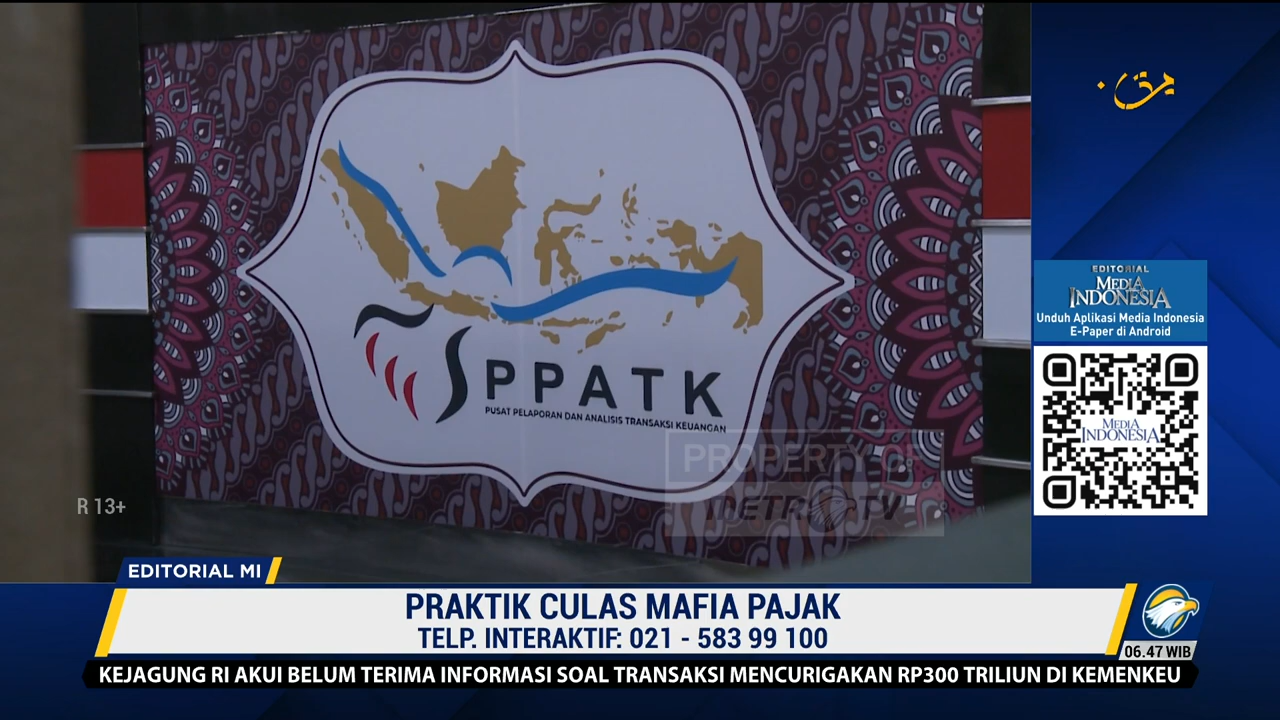 PPATK
PUSAT PELAPORAN DAN ANALISIS TRANSAKSI KEUANGAN
PROPERTY OF
METRO TV
R 13+
EDITORIAL
MEDIA
INDONESIA
Unduh Aplikasi Media Indonesia
E-Paper di Android
MEDIA
INDONESIA
EDITORIAL MI
PRAKTIK CULAS MAFIA PAJAK
TELP. INTERAKTIF: 021 - 583 99 100
06.47 WIB
KEJAGUNG RI AKUI BELUM TERIMA INFORMASI SOAL TRANSAKSI MENCURIGAKAN RP300 TRILIUN DI KEMENKEU